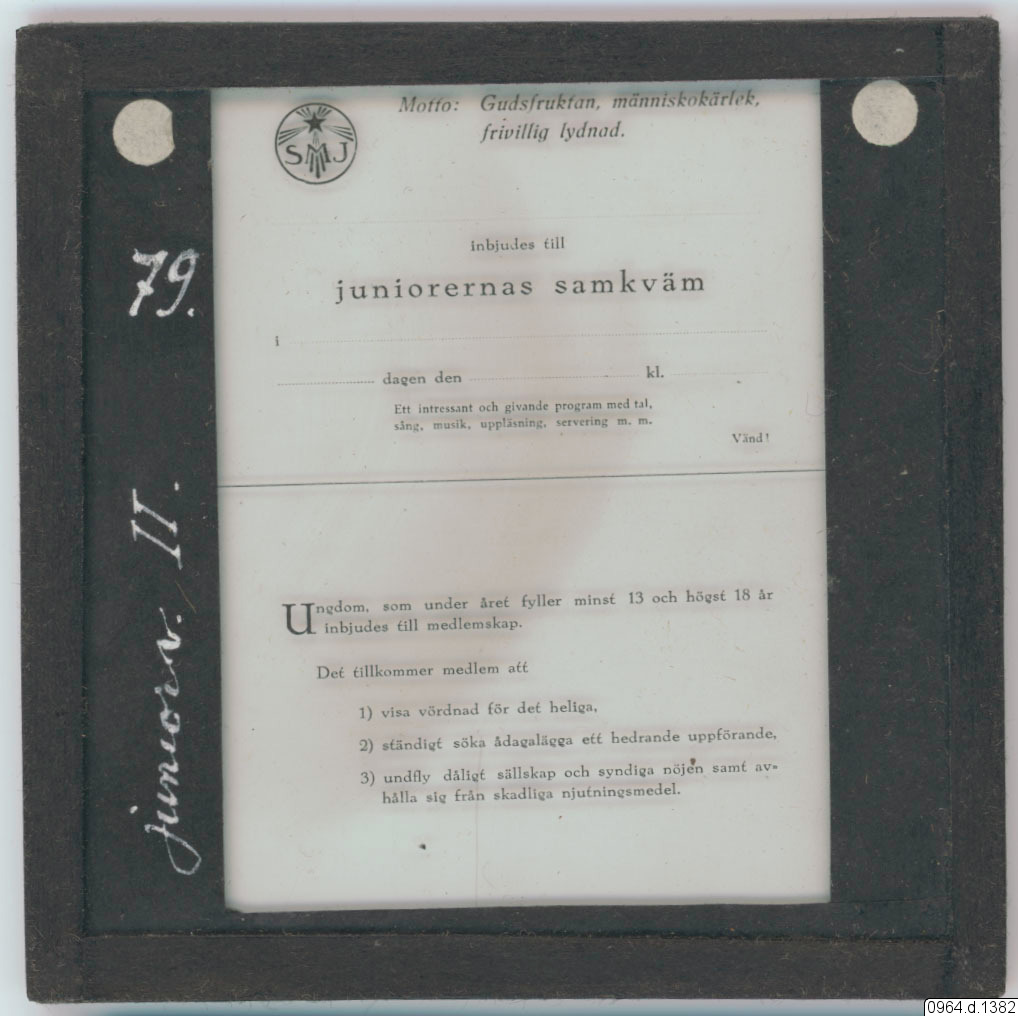 Motto: Gudsfruktan, människokärlek,
frivillig lydnad.
SMJ
inbjudes till
juniorernas samkväm
i
dagen den kl.
Ett intressant och givande program med tal,
sång, musik, uppläsning, servering m. m.
Vänd!
Ungdom, som under året fyller minst 13 och högst 18 år
inbjudes till medlemskap.
Det tillkommer medlem att
1) visa vördnad för det heliga,
2) ständigt söka ådagalägga ett hedrande uppförande,
3) undfly dåligt sällskap och syndiga nöjen samt av-
hålla sig från skadliga njutningsmedel.
79.
juniorv. II.
0964.d.1382